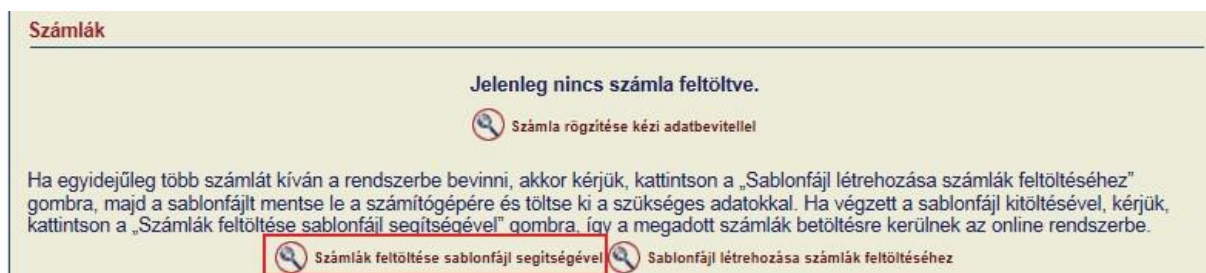 Számlák
Jelenleg nincs számla feltöltve.
Számla rögzítése kézi adatbevitellel
Ha egyidejűleg több számlát kíván a rendszerbe bevinni, akkor kérjük, kattintson a „Sablonfájl létrehozása számlák feltöltéséhez”
gombra, majd a sablonfájlt mentse le a számítógépére és töltse ki a szükséges adatokkal. Ha végzett a sablonfájl kitöltésével, kérjük,
kattintson a „Számlák feltöltése sablonfájl segítségével” gombra, így a megadott számlák betöltésre kerülnek az online rendszerbe.
Számlák feltöltése sablonfájl segítségével Sablonfájl létrehozása számlák feltöltéséhez